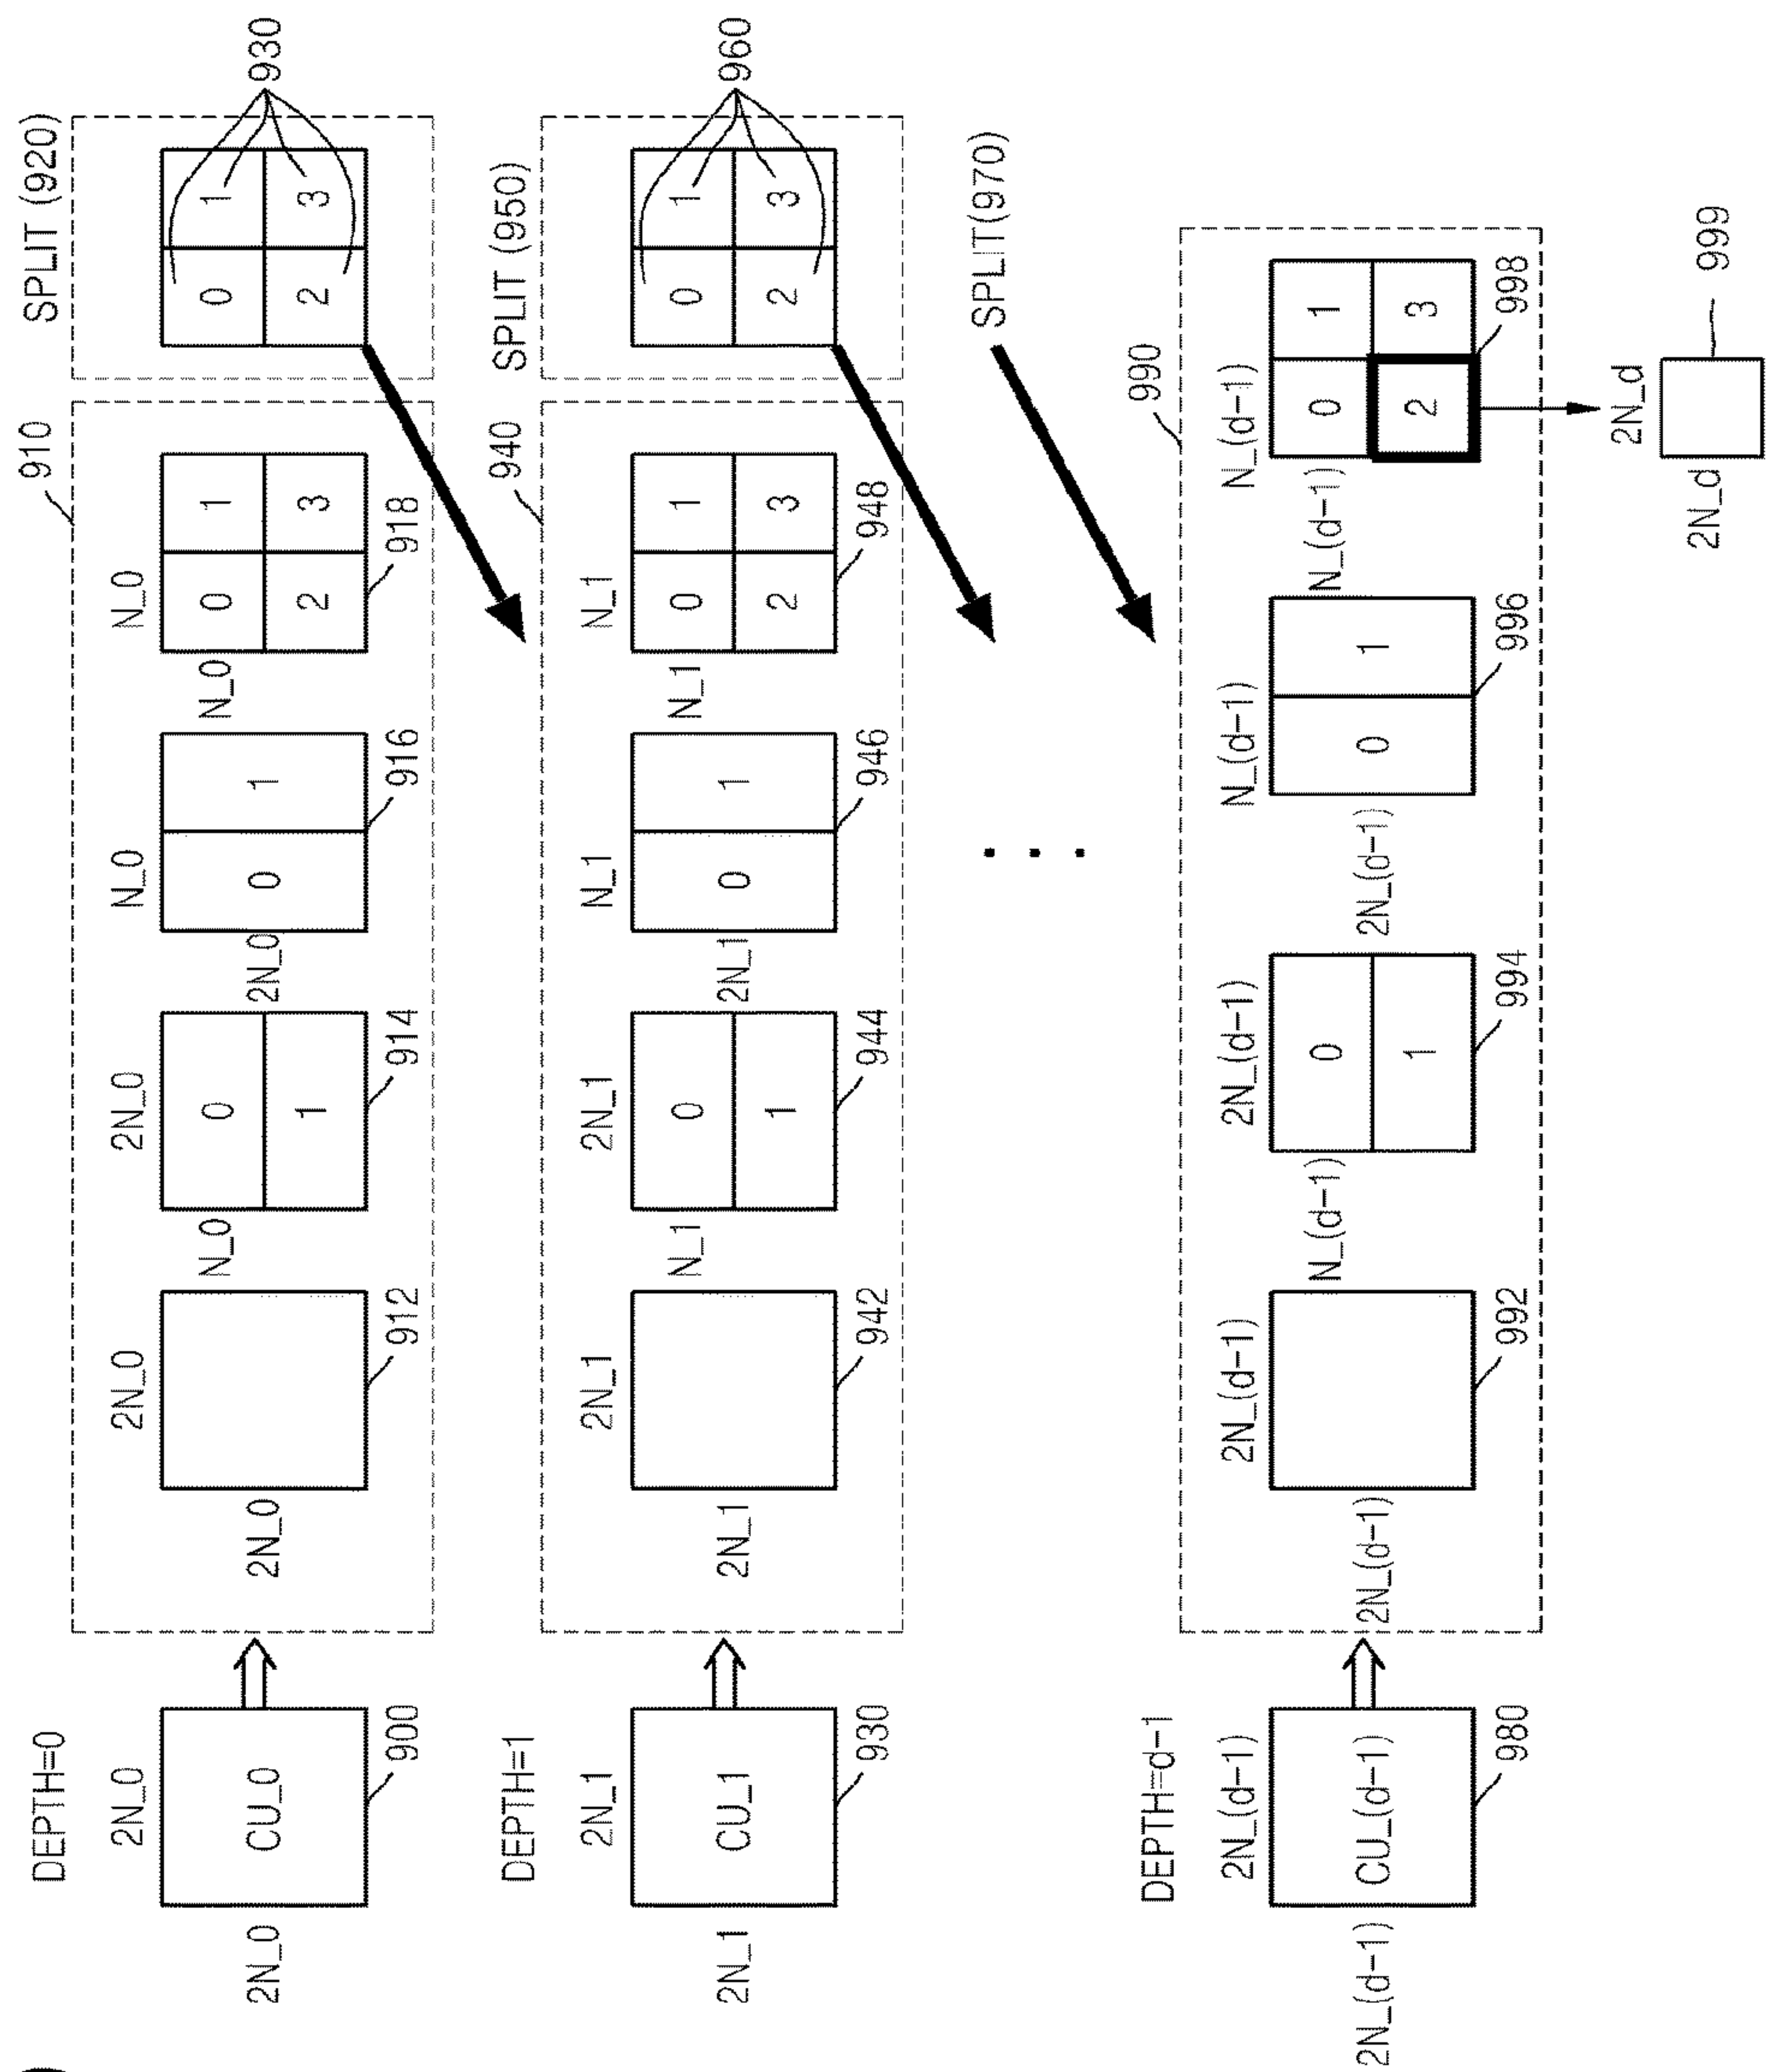 DEPTH=0
2N_0
2N_0
CU_0
900
910
2N_0
2N_0
912
2N_0
N_0
0
1
914
N_0
2N_0
0 1
916
N_0
N_0
0 1
2 3
918
SPLIT (920)
0 1
2 3
930
DEPTH=1
2N_1
2N_1
CU_1
930
940
2N_1
2N_1
942
2N_1
N_1
0
1
944
N_1
2N_1
0 1
946
N_1
N_1
0 1
2 3
948
SPLIT (950)
0 1
2 3
960
SPLIT(970)
. . .
DEPTH=d-1
2N_(d-1)
2N_(d-1)
CU_(d-1)
980
990
2N_(d-1)
2N_(d-1)
992
2N_(d-1)
N_(d-1)
0
1
994
N_(d-1)
2N_(d-1)
0 1
996
N_(d-1)
N_(d-1)
0 1
2 3
998
2N_d
2N_d
999